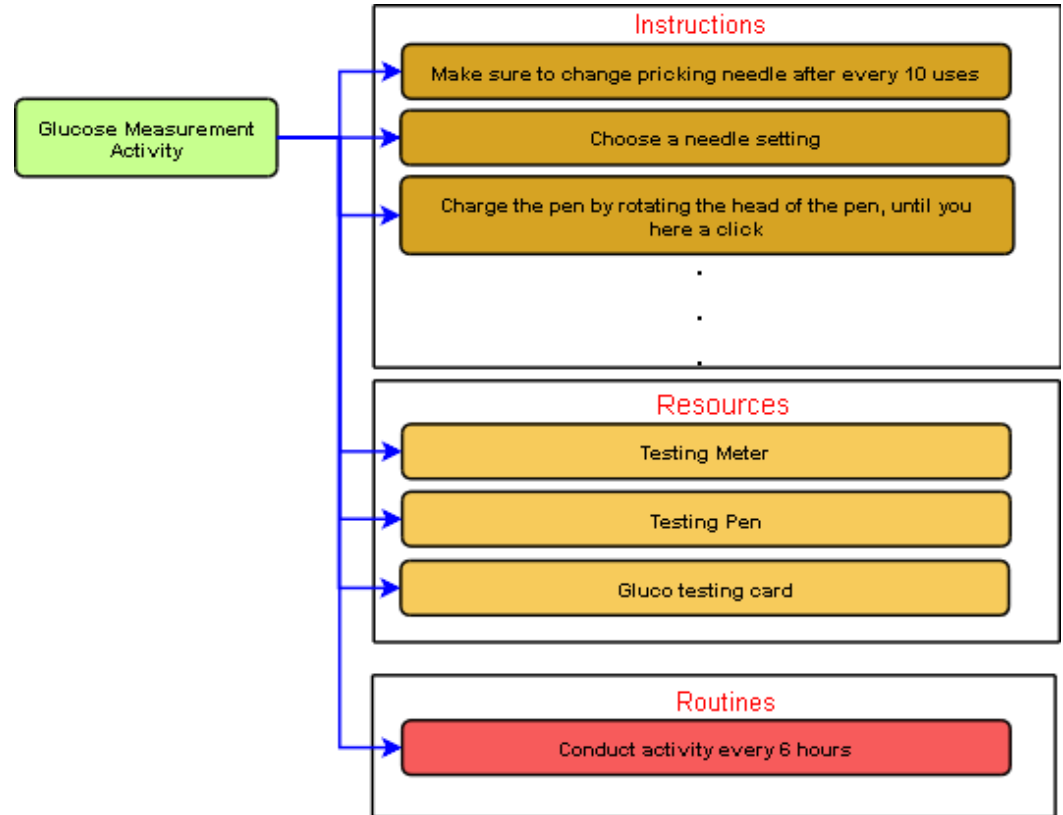 Instructions
Make sure to change pricking needle after every 10 uses
Glucose Measurement
Activity
Choose a needle setting
Charge the pen by rotating the head of the pen, until you
here a click
.
.
.
Resources
Testing Meter
Testing Pen
Gluco testing card
Routines
Conduct activity every 6 hours